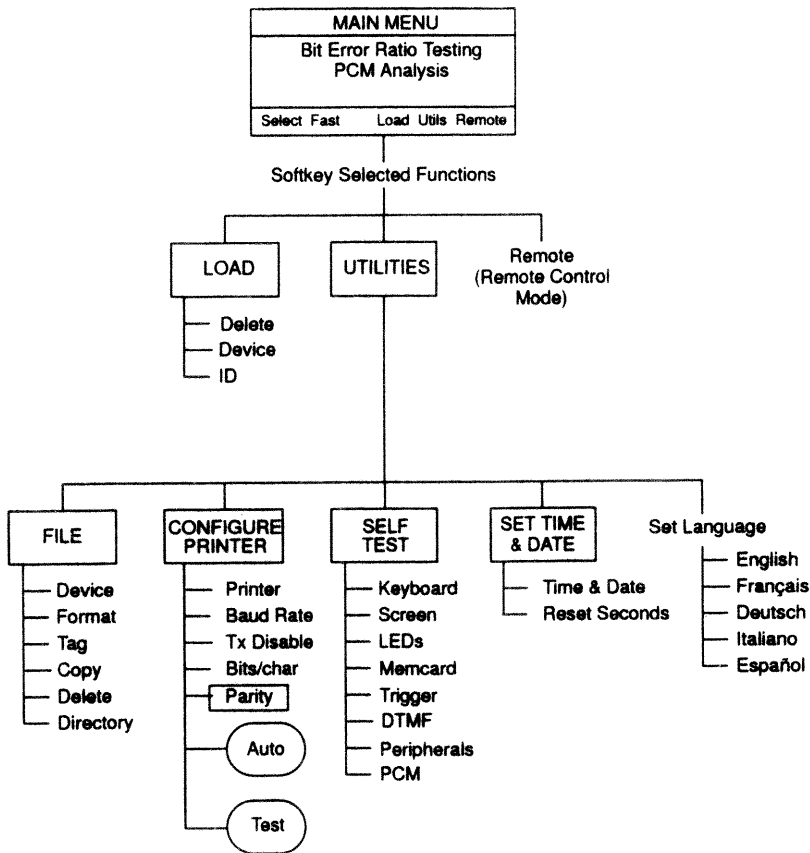 MAIN MENU
Bit Error Ratio Testing
PCM Analysis
Select Fast Load Utils Remote
Softkey Selected Functions
LOAD
Delete
Device
ID
UTILITIES
Remote
(Remote Control
Mode)
FILE
Device
Format
Tag
Copy
Delete
Directory
CONFIGURE
PRINTER
Printer
Baud Rate
Tx Disable
Bits/char
Parity
Auto
Test
SELF
TEST
Keyboard
Screen
LEDs
Memcard
Trigger
DTMF
Peripherals
PCM
SET TIME
& DATE
Time & Date
Reset Seconds
Set Language
English
Français
Deutsch
Italiano
Español